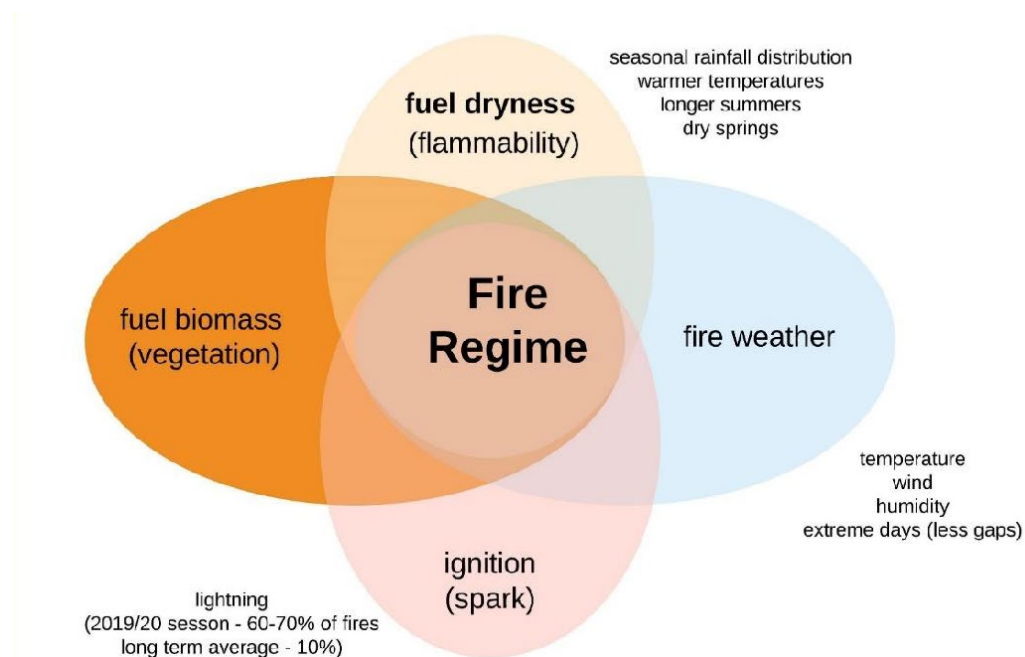 seasonal rainfall distribution
warmer temperatures
longer summers
dry springs
fuel dryness
(flammability)
Fire
Regime
fuel biomass
(vegetation)
fire weather
temperature
wind
humidity
extreme days (less gaps)
ignition
(spark)
lightning
(2019/20 sesson - 60-70% of fires
long term average - 10%)